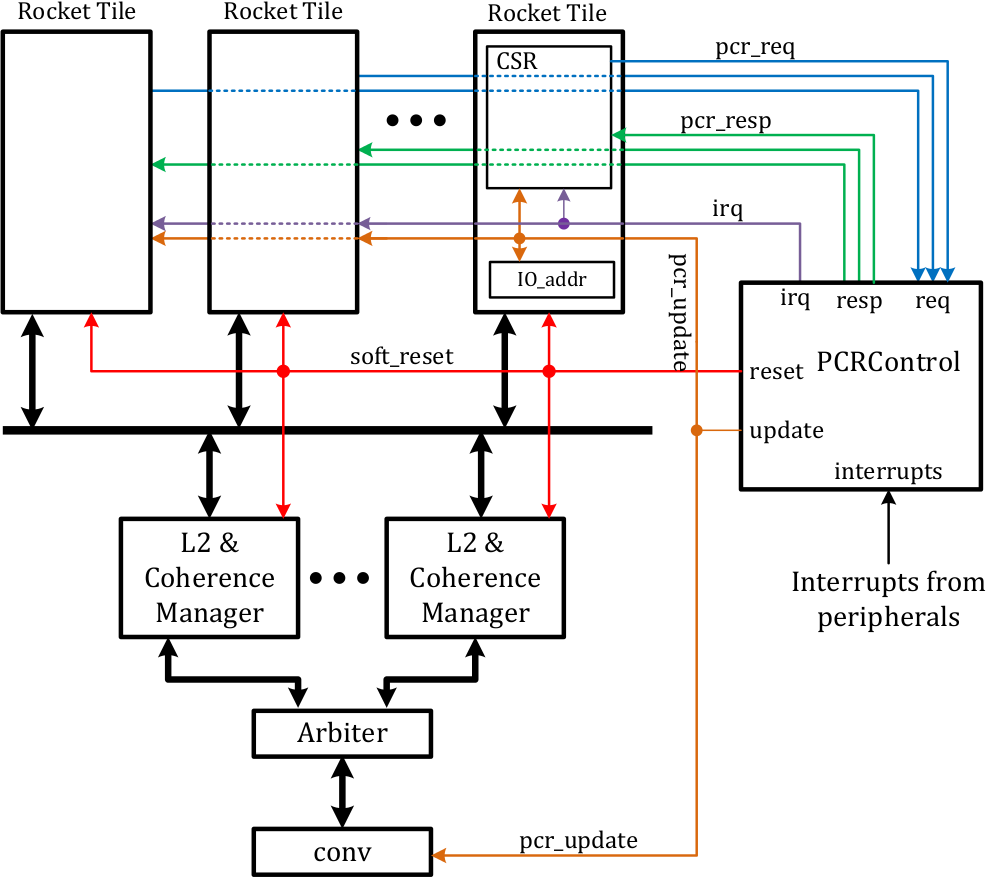 Rocket Tile
Rocket Tile
Rocket Tile
CSR
pcr_req
pcr_resp
irq
IO_addr
pcr_update
irq
resp
req
soft_reset
reset
PCRControl
update
interrupts
L2 &
Coherence
Manager
L2 &
Coherence
Manager
Interrupts from
peripherals
Arbiter
conv
pcr_update